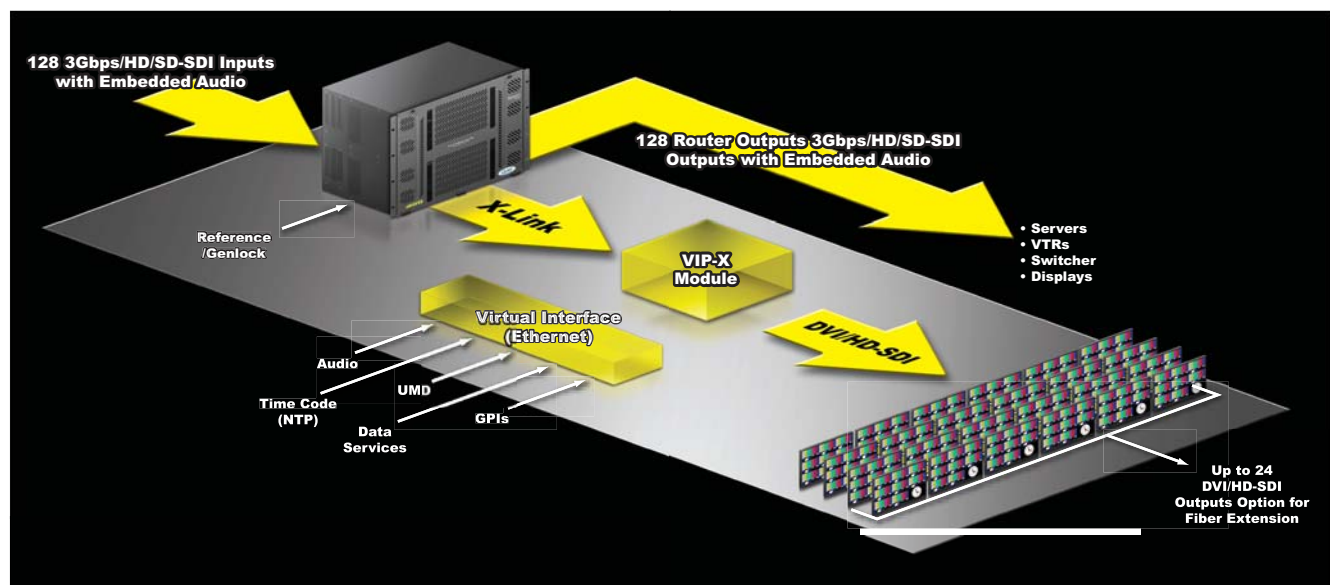 128 3Gbps/HD/SD-SDI Inputs
with Embedded Audio
128 Router Outputs 3Gbps/HD/SD-SDI
Outputs with Embedded Audio
• Servers
• VTRs
• Switcher
• Displays
Reference
/Genlock
X-Link
VIP-X
Module
Virtual Interface
(Ethernet)
DVI/HD-SDI
Audio
Time Code
(NTP)
UMD
Data
Services
GPIs
Up to 24
DVI/HD-SDI
Outputs Option for
Fiber Extension